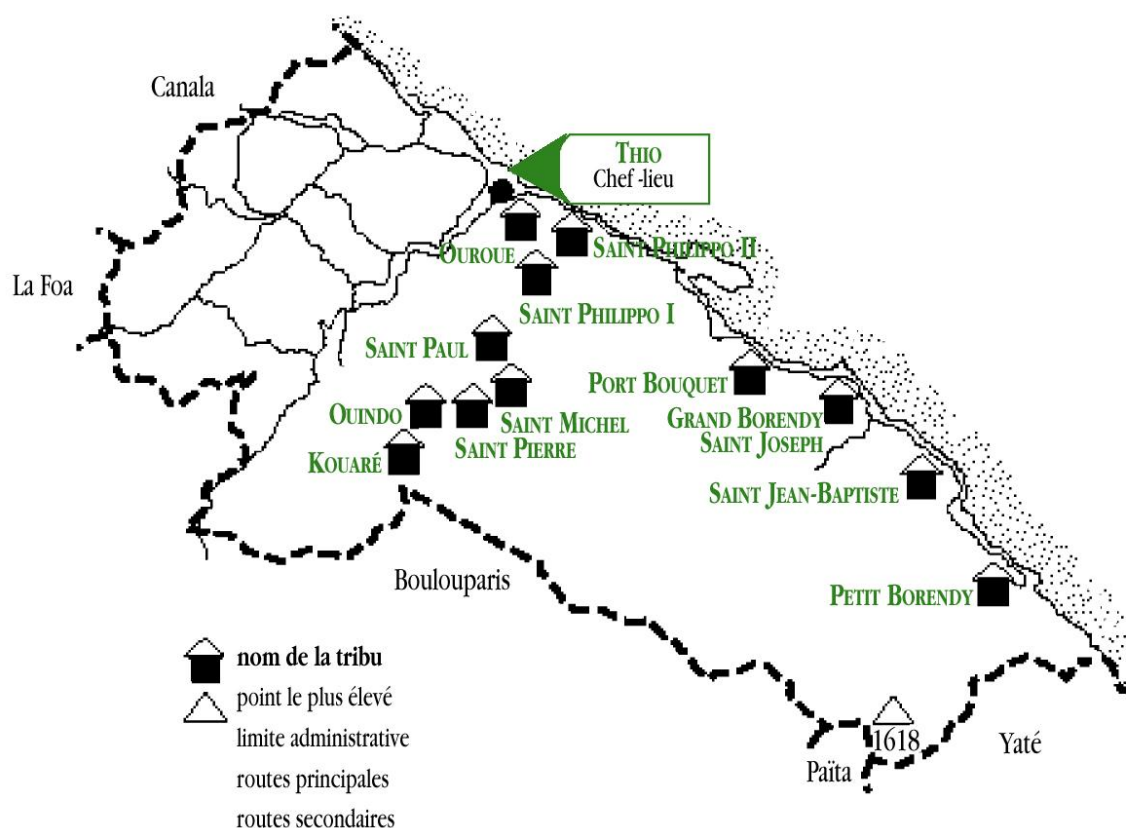 Canala
THIO
Chef -lieu
OUROUE
SAINT PHILIPPO II
La Foa
SAINT PHILIPPO I
SAINT PAUL
PORT BOUQUET
OUINDO
SAINT MICHEL
GRAND BORENDY
SAINT PIERRE
SAINT JOSEPH
KOUARÉ
SAINT JEAN-BAPTISTE
Boulouparis
PETIT BORENDY
nom de la tribu
point le plus élevé
limite administrative
routes principales
routes secondaires
1618
Yaté
Païta